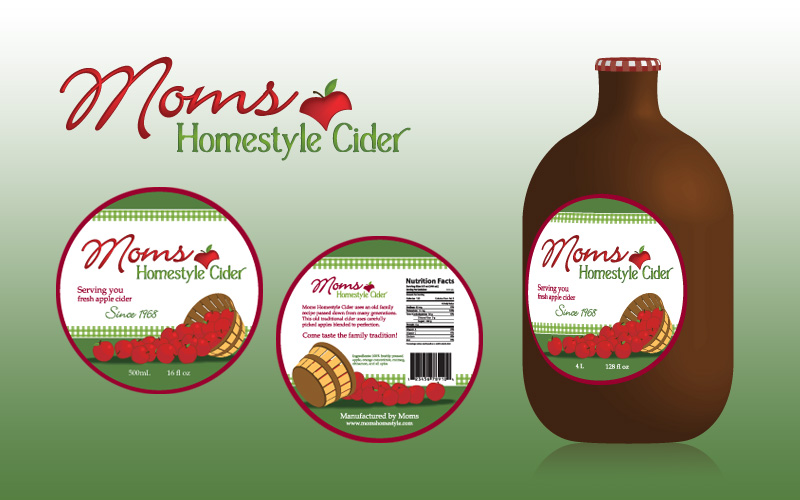 Moms
Homestyle Cider
Moms
Homestyle Cider
Serving you
fresh apple cider
Since 1968
500mL 16 fl oz
Moms
Homestyle Cider
Moms Homestyle Cider uses an old family
recipe passed down from many generations.
This old traditional cider uses carefully
picked apples blended to perfection.
Come taste the family tradition!
Nutrition Facts
Manufactured by Moms
www.momshomestyle.com
Moms
Homestyle Cider
Serving you
fresh apple cider
Since 1968
4 L 128 fl oz